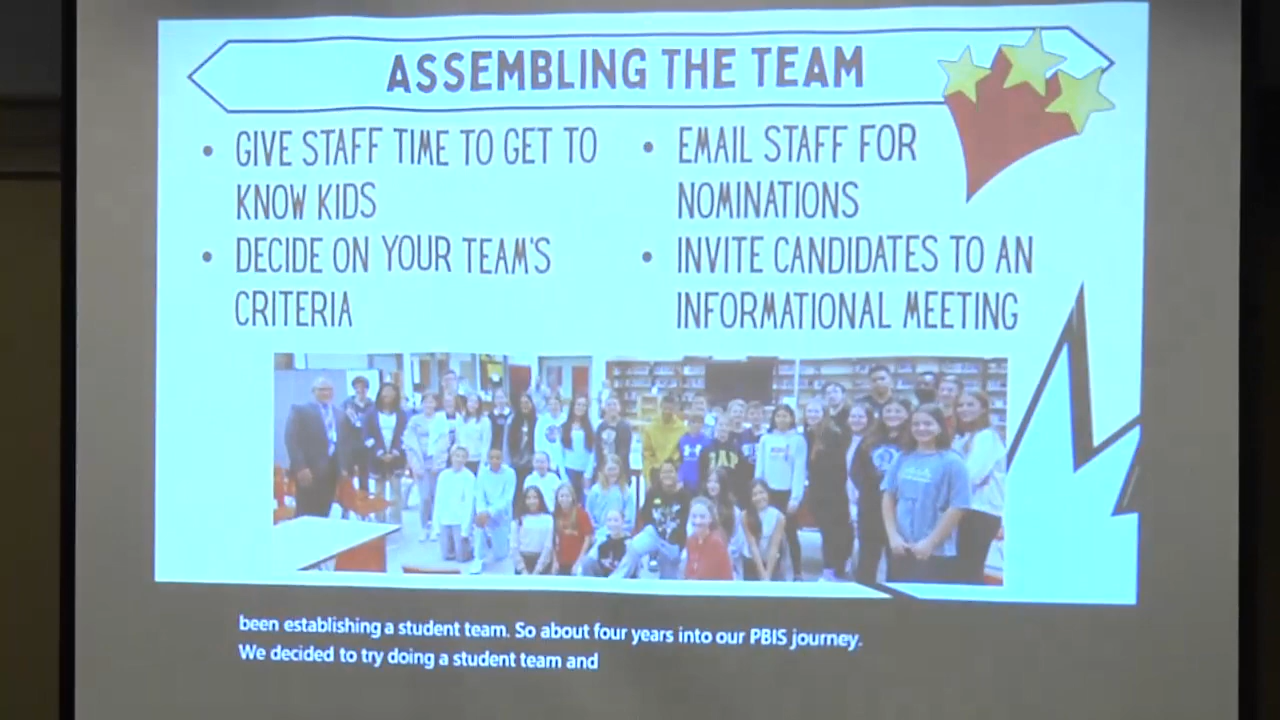 ASSEMBLING THE TEAM
• GIVE STAFF TIME TO GET TO
KNOW KIDS
• DECIDE ON YOUR TEAM'S
CRITERIA
• EMAIL STAFF FOR
NOMINATIONS
• INVITE CANDIDATES TO AN
INFORMATIONAL MEETING
GAP
been establishing a student team. So about four years into our PBIS journey.
We decided to try doing a student team and